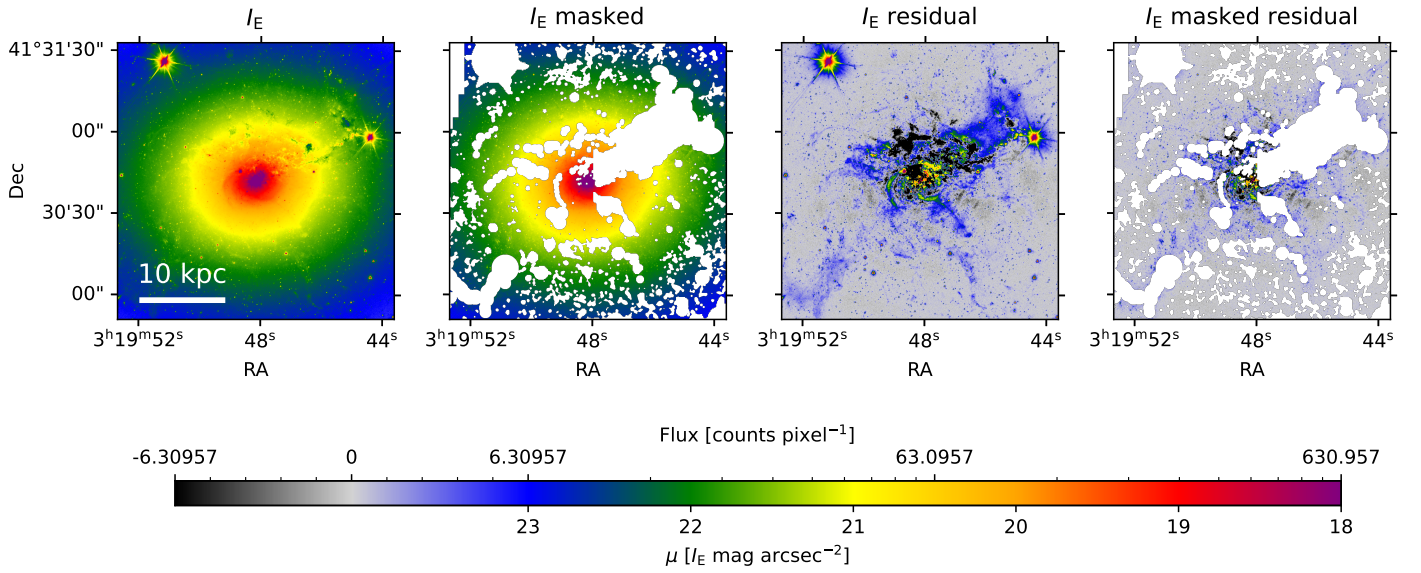 I_E I_E masked I_E residual I_E masked residual
41°31'30"
00"
30'30"
00"
Dec
10 kpc
3ʰ19ᵐ52ˢ 48ˢ 44ˢ 3ʰ19ᵐ52ˢ 48ˢ 44ˢ 3ʰ19ᵐ52ˢ 48ˢ 44ˢ 3ʰ19ᵐ52ˢ 48ˢ 44ˢ
RA RA RA RA
Flux [counts pixel⁻¹]
-6.30957 0 6.30957 63.0957 630.957
23 22 21 20 19 18
μ [I_E mag arcsec⁻²]